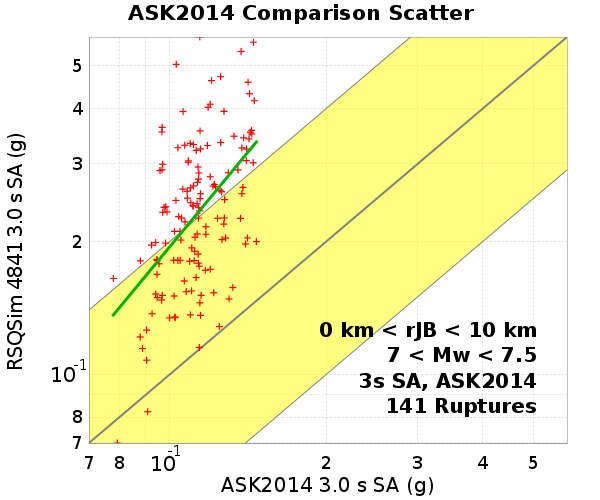 ASK2014 Comparison Scatter
RSQSim 4841 3.0 s SA (g)
5
4
3
2
10-1
8
7
0 km < rJB < 10 km
7 < Mw < 7.5
3s SA, ASK2014
141 Ruptures
7 8 10-1 2 3 4 5
ASK2014 3.0 s SA (g)